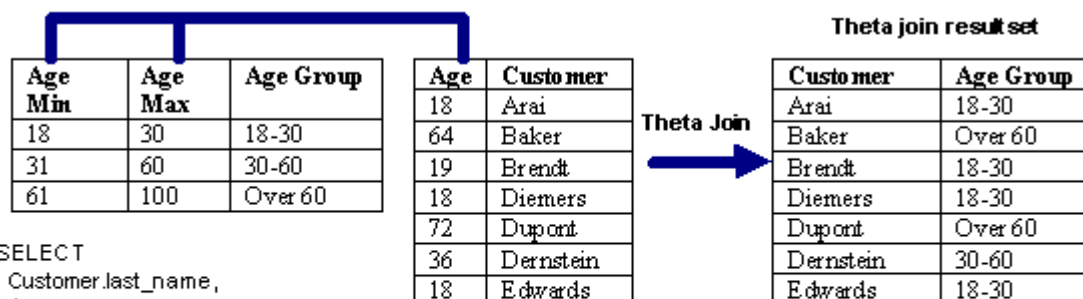 Theta join result set
Age Min Age Max Age Group
18 30 18-30
31 60 30-60
61 100 Over 60
SELECT
Customer.last_name,
Age Customer
18 Arai
64 Baker
19 Brendt
18 Diemers
72 Dupont
36 Dernstein
18 Edwards
Theta Join
Customer Age Group
Arai 18-30
Baker Over 60
Brendt 18-30
Diemers 18-30
Dupont Over 60
Dernstein 30-60
Edwards 18-30